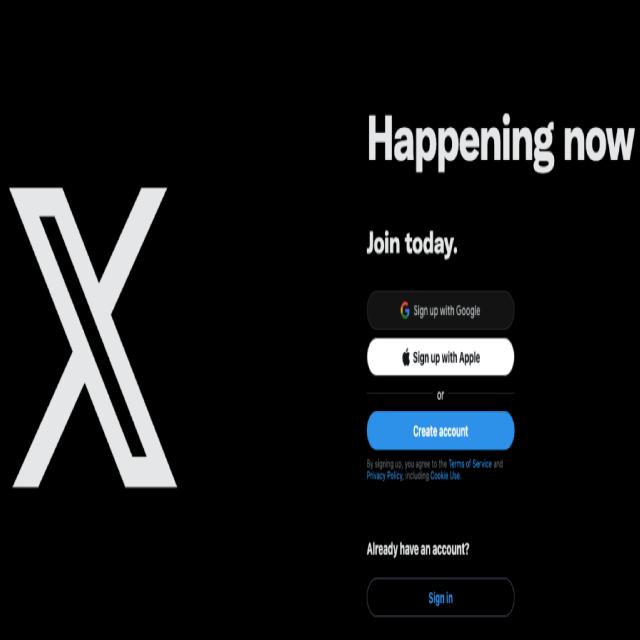 Happening now
Join today.
Sign up with Google
Sign up with Apple
or
Create account
By signing up, you agree to the Terms of Service and
Privacy Policy, including Cookie Use.
Already have an account?
Sign in